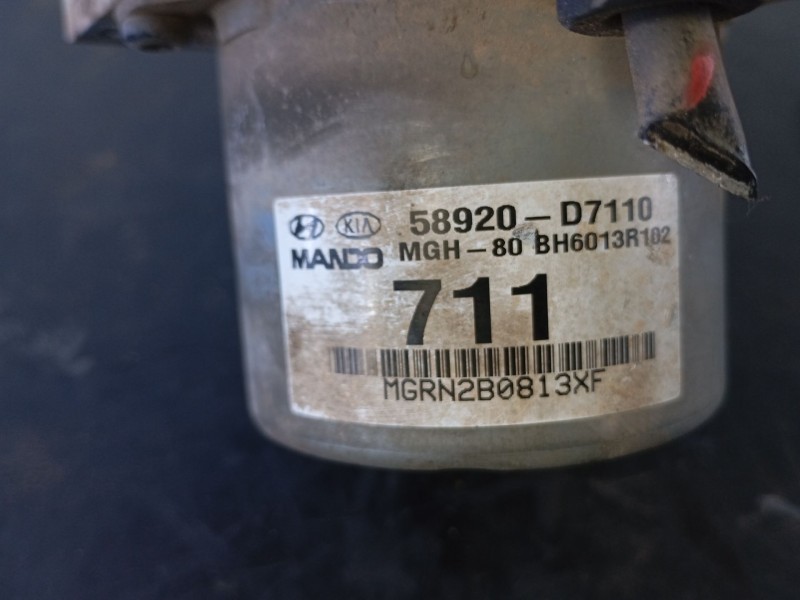 KIA 58920-D7110
MANDO MGH-80 BH6013R102
711
MGRN2B0813XF